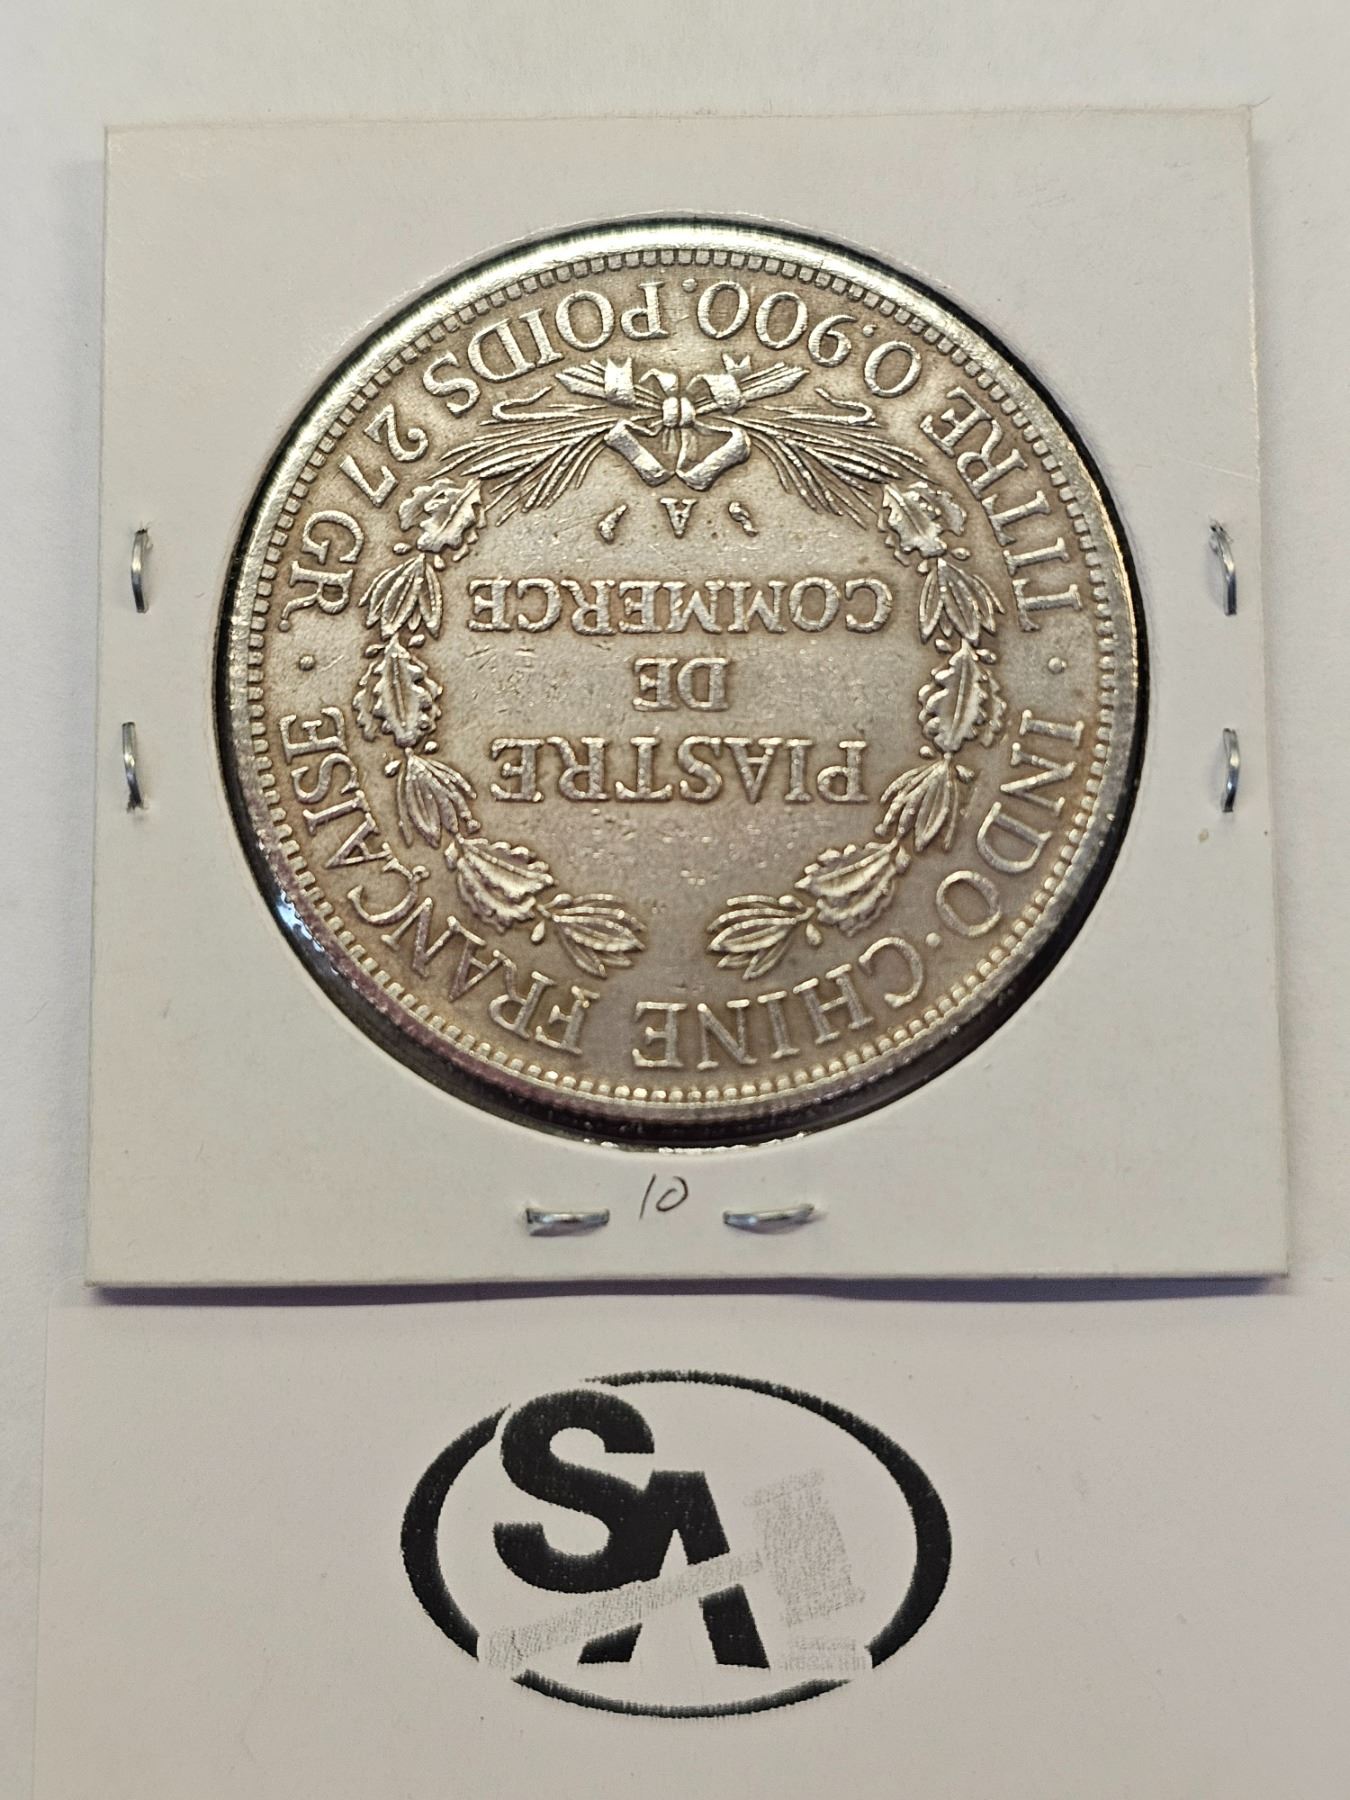 INDO-CHINE FRANÇAISE
PIASTRE
DE
COMMERCE
A
TITRE 0.900. POIDS 27 GR.
10
SA